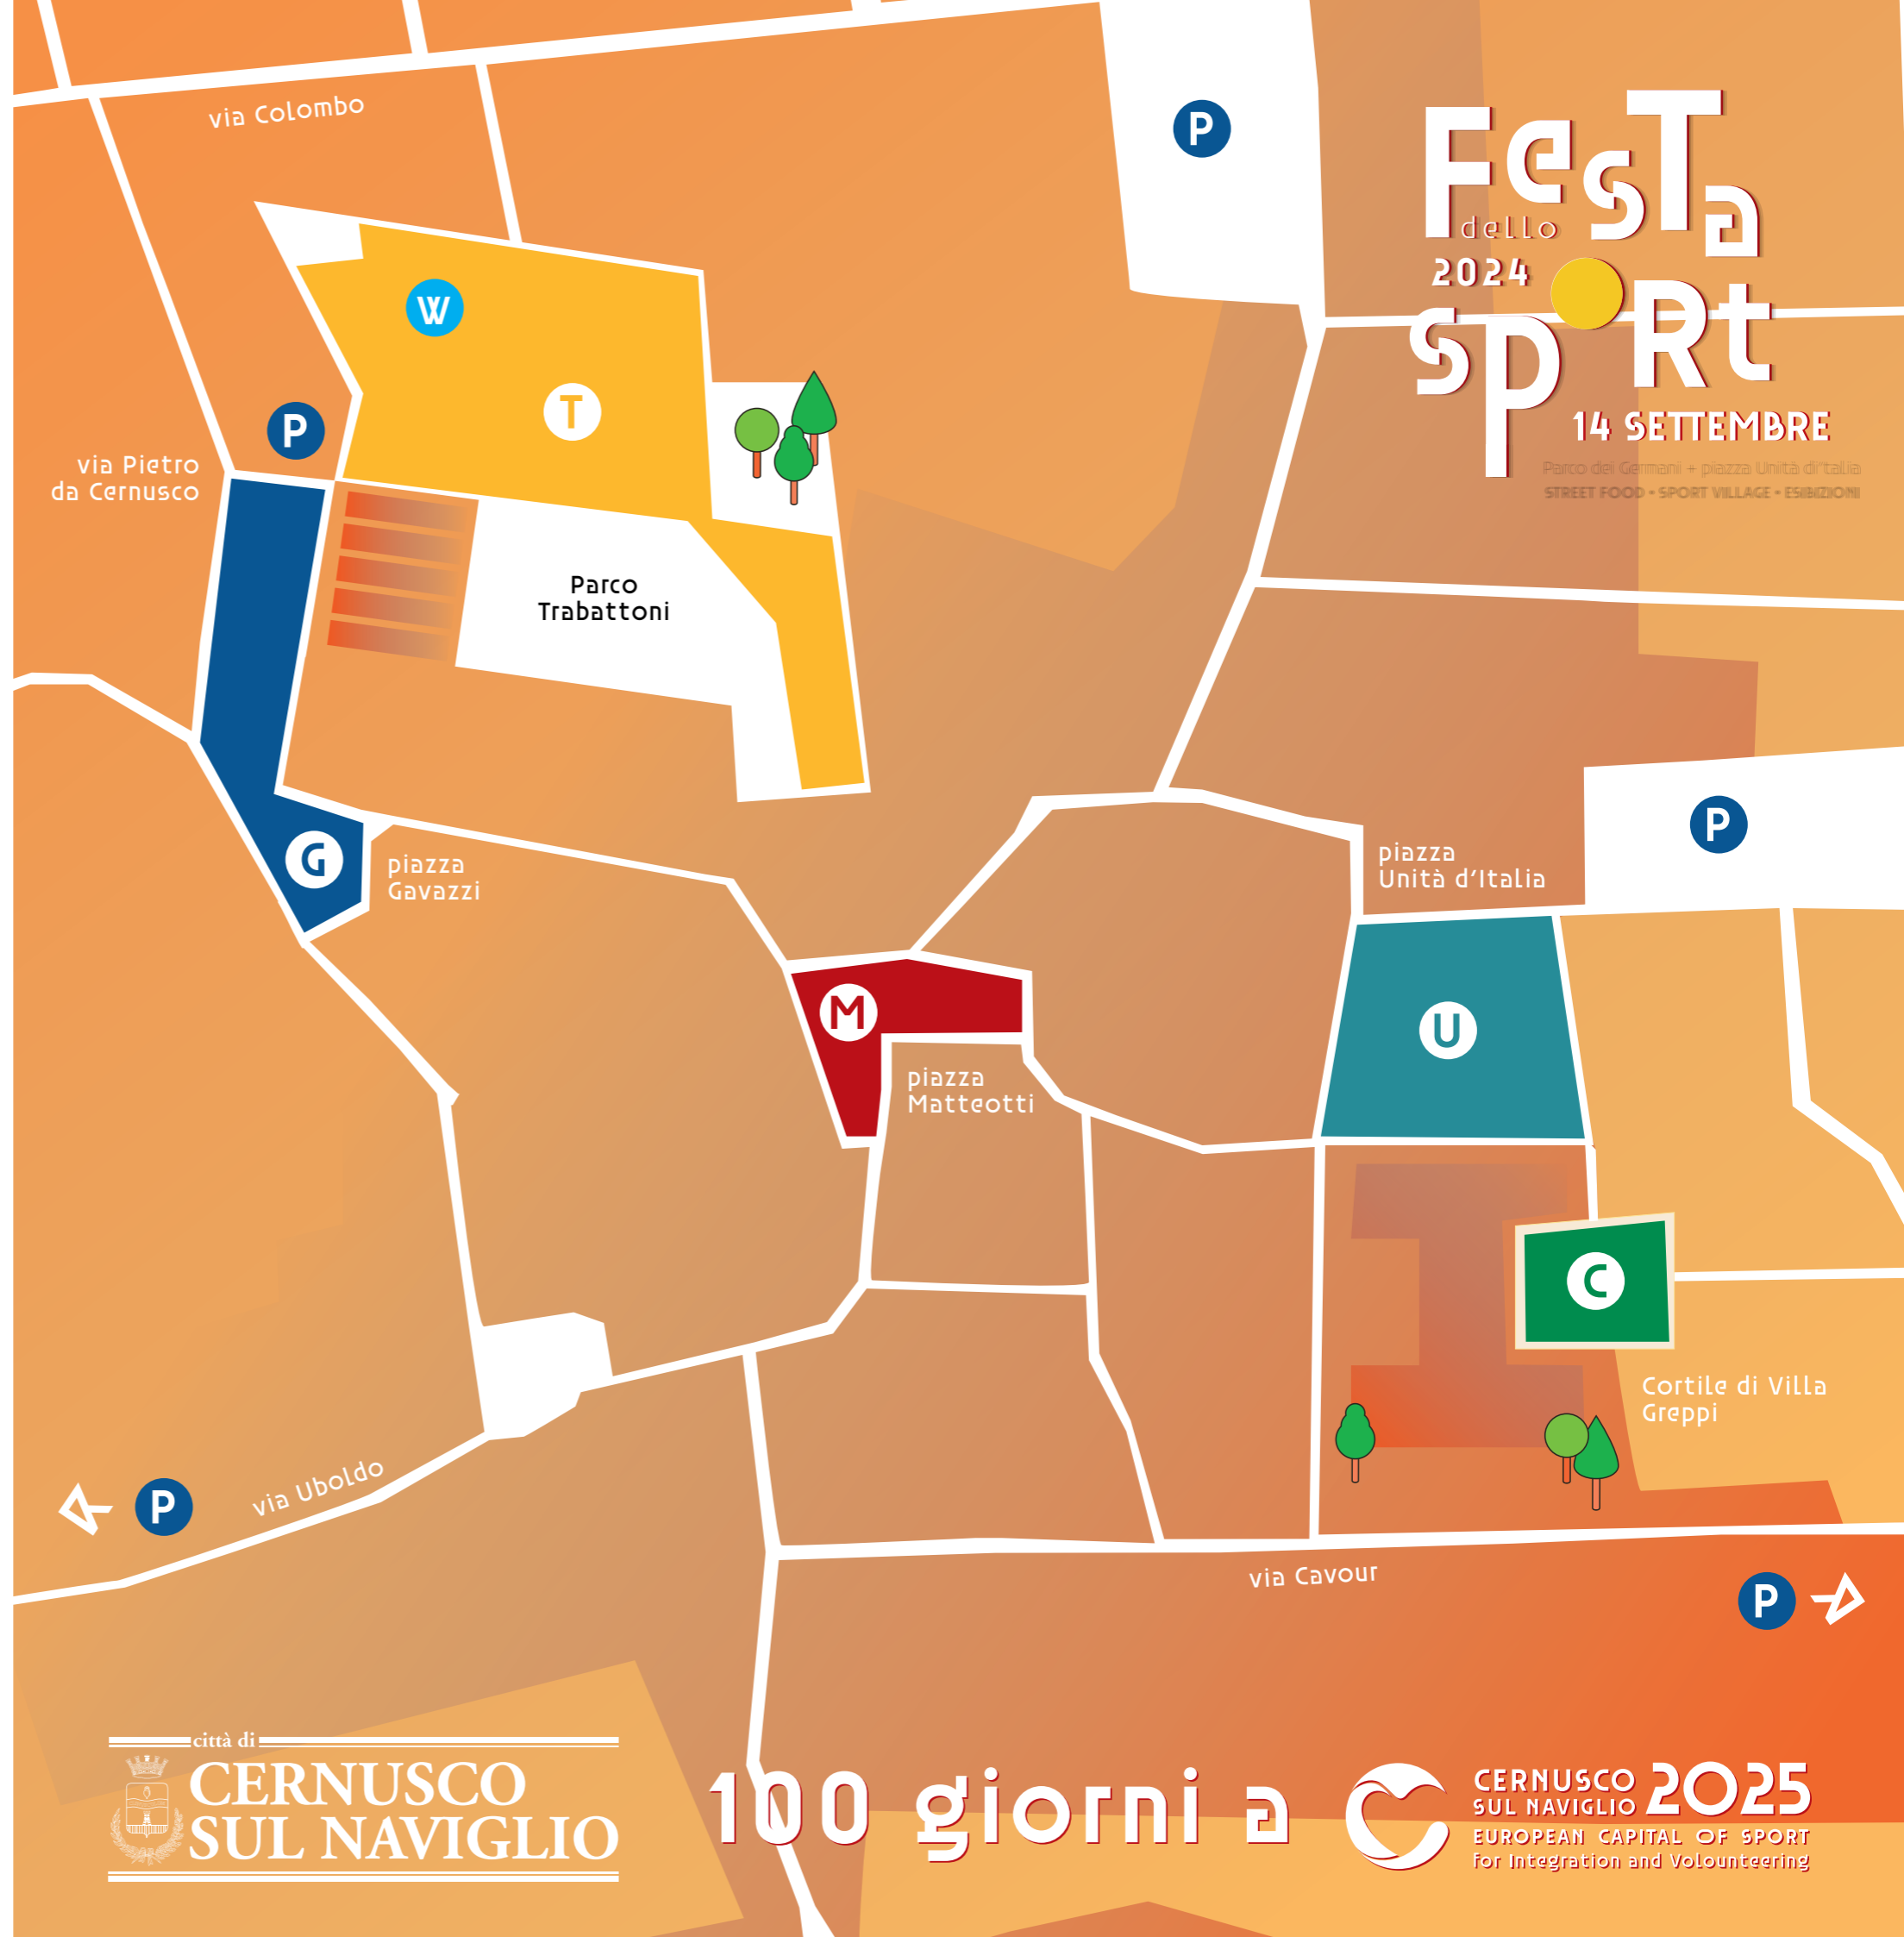 via Colombo
P
FesTa
dello
2024
spORt
14 SETTEMBRE
Parco dei Germani + piazza Unità di'talia
STREET FOOD • SPORT VILLAGE • ESIBIZIONI
W
T
P
via Pietro
da Cernusco
Parco
Trabattoni
P
G
piazza
Gavazzi
piazza
Unità d'Italia
M
U
piazza
Matteotti
C
Cortile di Villa
Greppi
P
via Uboldo
via Cavour
P
città di
CERNUSCO
SUL NAVIGLIO
100 giorni a
CERNUSCO
SUL NAVIGLIO 2025
EUROPEAN CAPITAL OF SPORT
for Integration and Volounteering